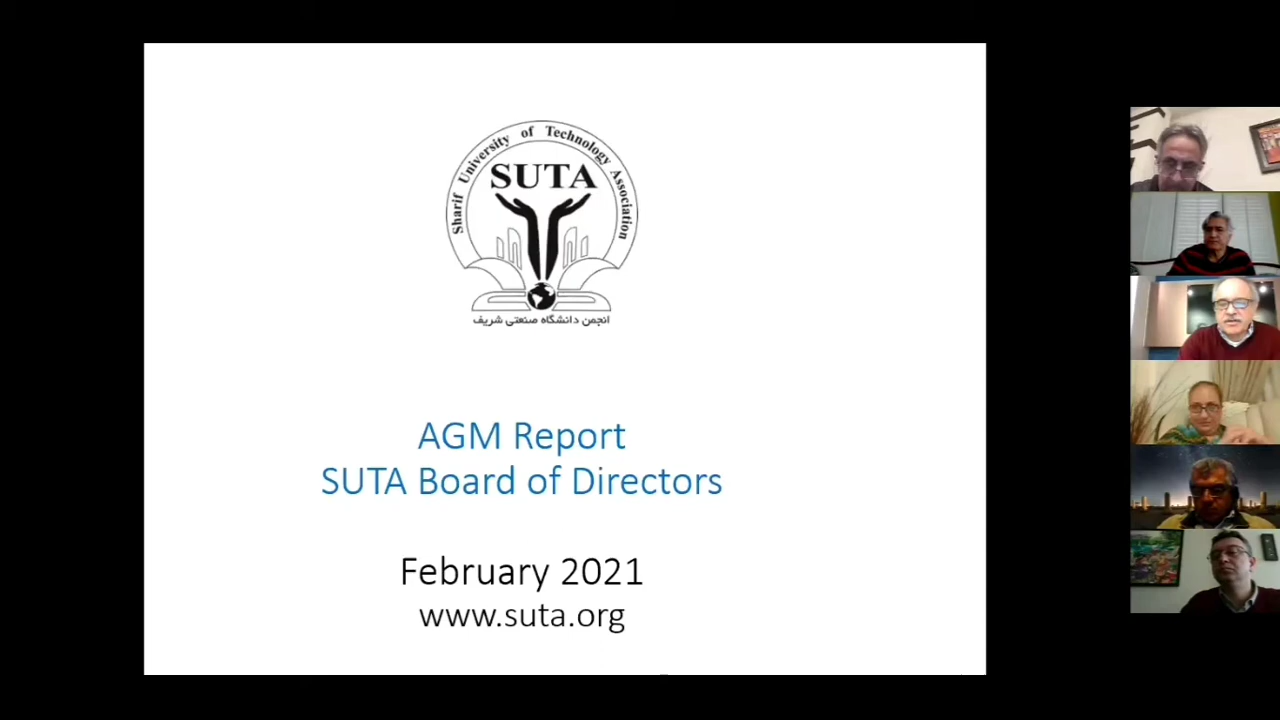 Sharif University of Technology Association
SUTA
انجمن دانشگاه صنعتی شریف
AGM Report
SUTA Board of Directors
February 2021
www.suta.org